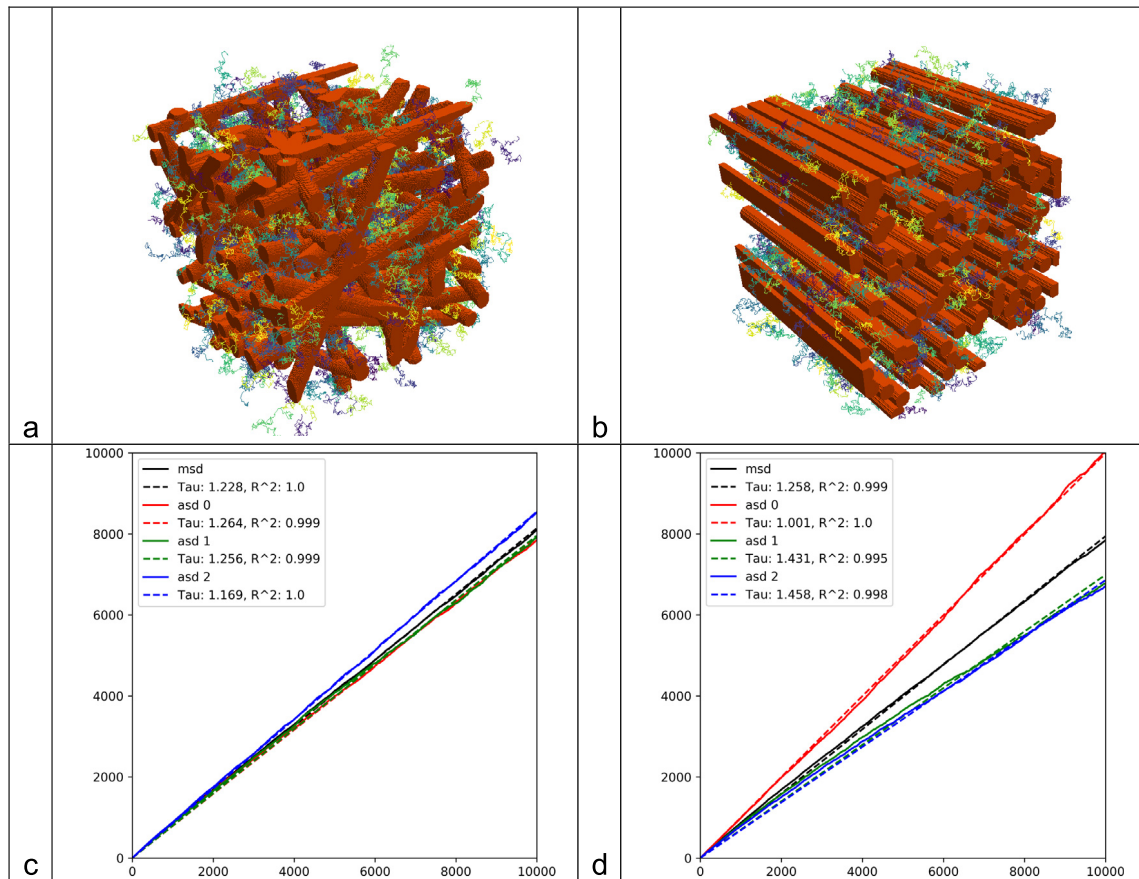 a
b
10000
8000
6000
4000
2000
0
msd
Tau: 1.228, R^2: 1.0
asd 0
Tau: 1.264, R^2: 0.999
asd 1
Tau: 1.256, R^2: 0.999
asd 2
Tau: 1.169, R^2: 1.0
0 2000 4000 6000 8000 10000
c
10000
8000
6000
4000
2000
0
msd
Tau: 1.258, R^2: 0.999
asd 0
Tau: 1.001, R^2: 1.0
asd 1
Tau: 1.431, R^2: 0.995
asd 2
Tau: 1.458, R^2: 0.998
0 2000 4000 6000 8000 10000
d